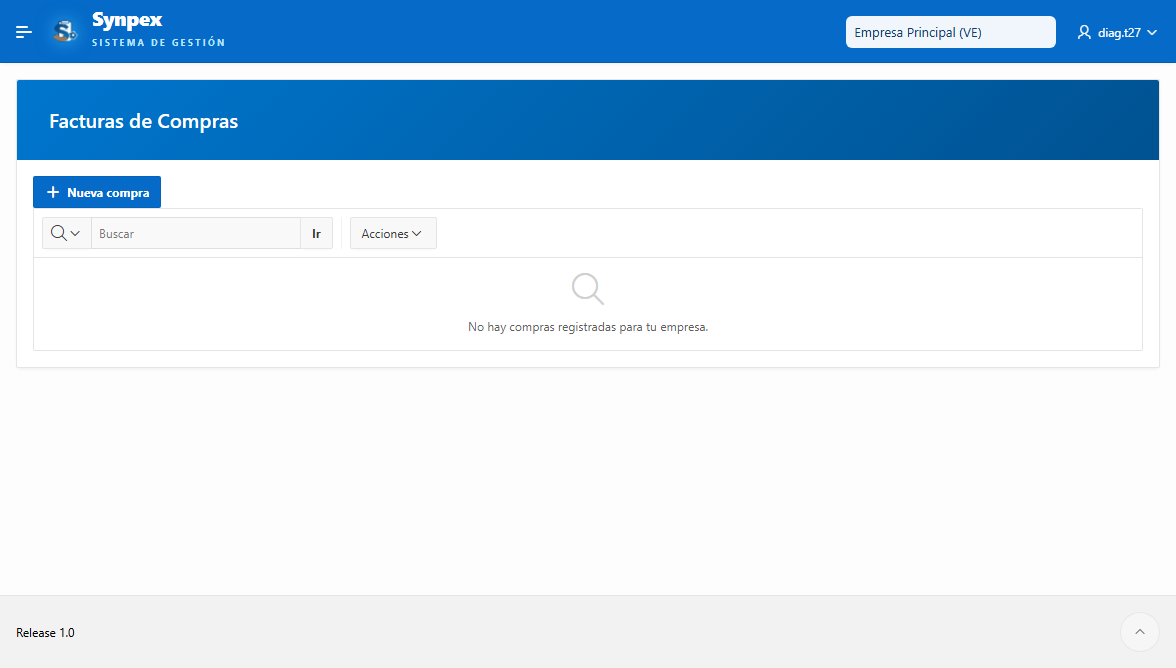 Synpex
SISTEMA DE GESTIÓN
Empresa Principal (VE)
diag.t27
Facturas de Compras
Nueva compra
Buscar
Ir
Acciones
No hay compras registradas para tu empresa.
Release 1.0